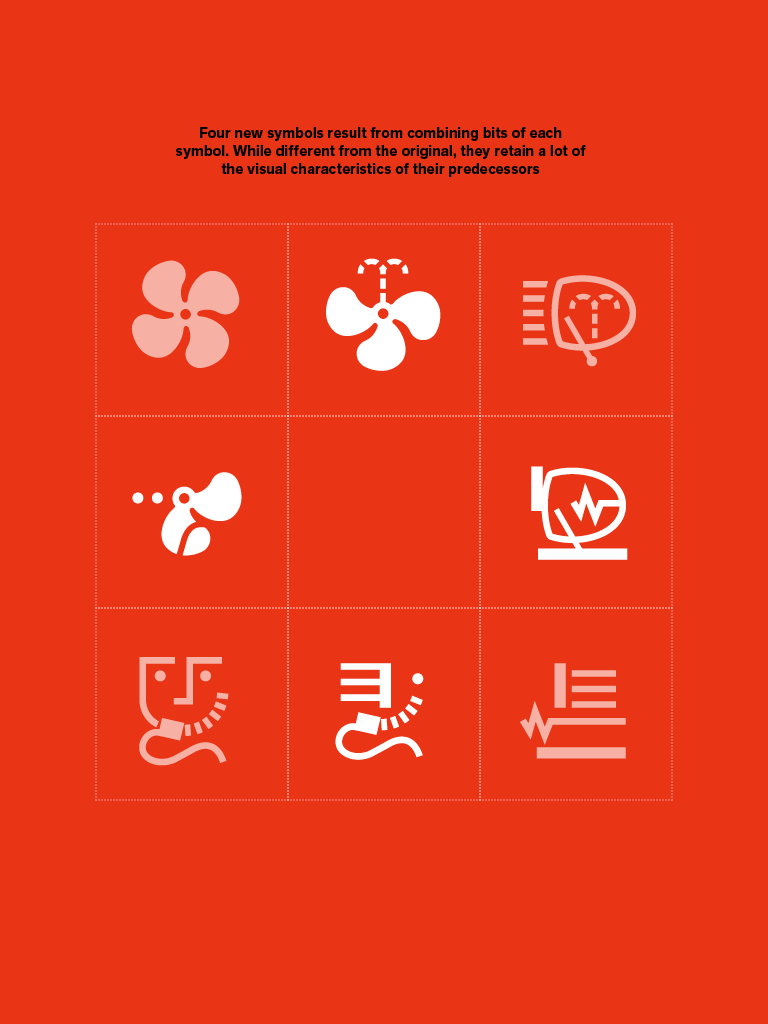 Four new symbols result from combining bits of each
symbol. While different from the original, they retain a lot of
the visual characteristics of their predecessors